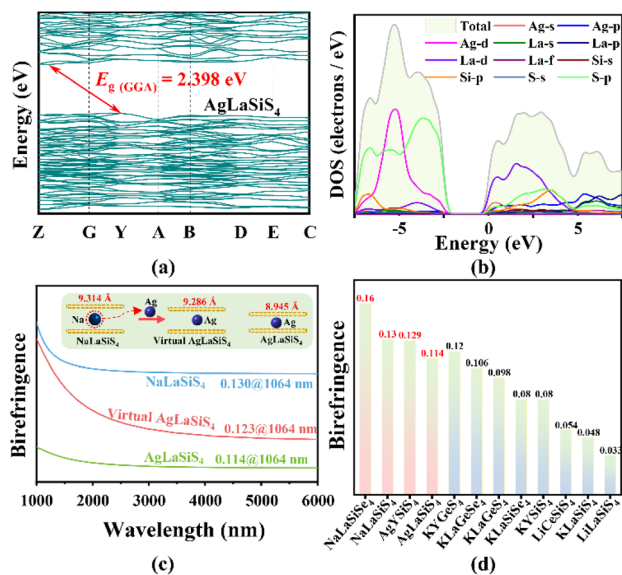 Energy (eV)
E_g (GGA) = 2.398 eV
AgLaSiS₄
Z G Y A B D E C
(a)
DOS (electrons / eV)
Total Ag-s Ag-p
Ag-d La-s La-p
La-d La-f Si-s
Si-p S-s S-p
-5 0 5
Energy (eV)
(b)
Birefringence
9.314 Å 9.286 Å 8.945 Å
Ag
Na Ag Ag
NaLaSiS₄ Virtual AgLaSiS₄ AgLaSiS₄
NaLaSiS₄ 0.130@1064 nm
Virtual AgLaSiS₄ 0.123@1064 nm
AgLaSiS₄ 0.114@1064 nm
1000 2000 3000 4000 5000 6000
Wavelength (nm)
(c)
Birefringence
0.16
0.13
0.129
0.114
0.12
0.106
0.098
0.08
0.08
0.054
0.048
0.033
NaLaSiSe₄
NaLaSiS₄
AgYSiS₄
AgLaSiS₄
KYGeS₄
KLaGeSe₄
KLaGeS₄
KLaSiSe₄
KYSiS₄
LiCeSiS₄
KLaSiS₄
LiLaSiS₄
(d)